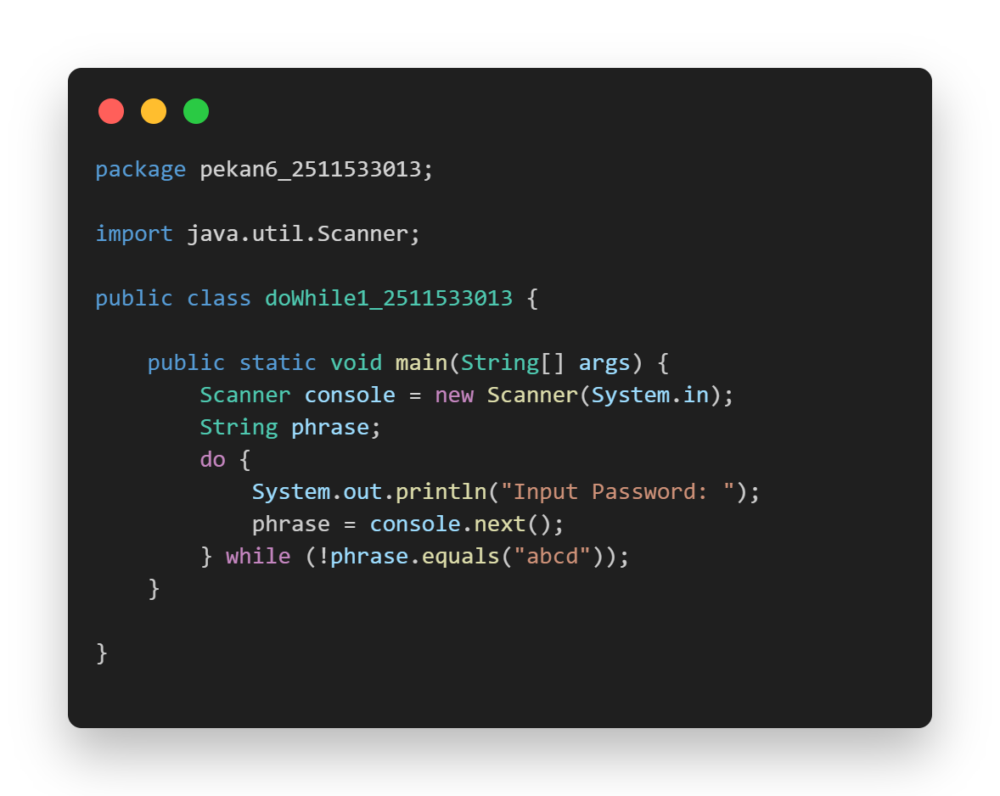 package pekan6_2511533013;
import java.util.Scanner;
public class doWhile1_2511533013 {
    public static void main(String[] args) {
        Scanner console = new Scanner(System.in);
        String phrase;
        do {
            System.out.println("Input Password: ");
            phrase = console.next();
        } while (!phrase.equals("abcd"));
    }
}